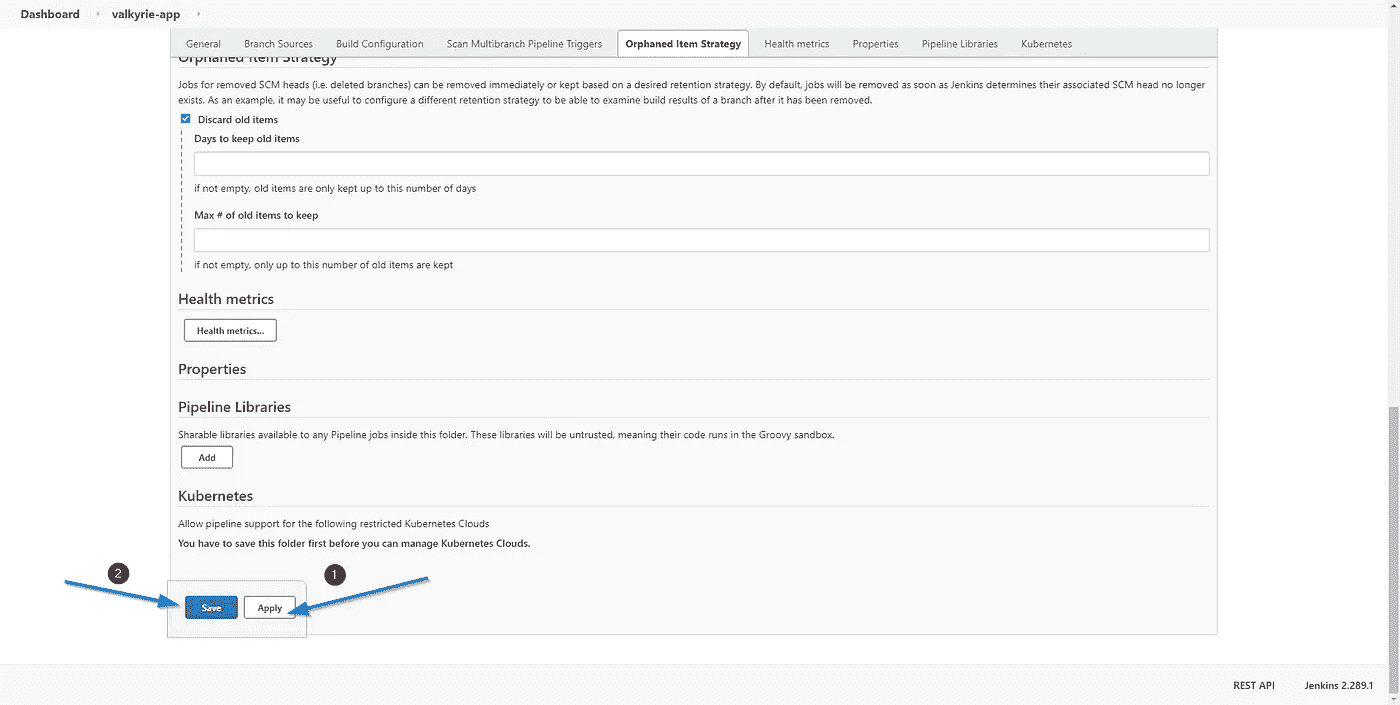 Dashboard
valkyrie-app
General Branch Sources Build Configuration Scan Multibranch Pipeline Triggers Orphaned Item Strategy Health metrics Properties Pipeline Libraries Kubernetes
Orphaned Item Strategy
Jobs for removed SCM heads (i.e. deleted branches) can be removed immediately or kept based on a desired retention strategy. By default, jobs will be removed as soon as Jenkins determines their associated SCM head no longer
exists. As an example, it may be useful to configure a different retention strategy to be able to examine build results of a branch after it has been removed.
Discard old items
Days to keep old items
if not empty, old items are only kept up to this number of days
Max # of old items to keep
if not empty, only up to this number of old items are kept
Health metrics
Health metrics...
Properties
Pipeline Libraries
Sharable libraries available to any Pipeline jobs inside this folder. These libraries will be untrusted, meaning their code runs in the Groovy sandbox.
Add
Kubernetes
Allow pipeline support for the following restricted Kubernetes Clouds
You have to save this folder first before you can manage Kubernetes Clouds.
2 1
Save Apply
REST API Jenkins 2.289.1